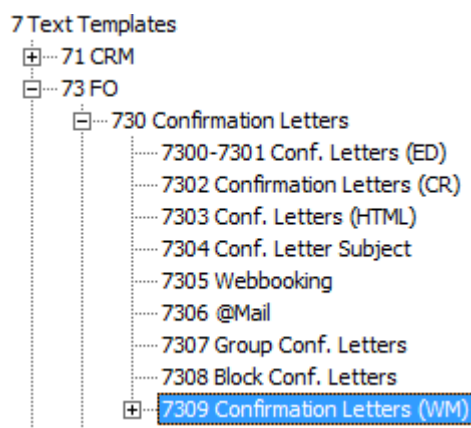 7 Text Templates
71 CRM
73 FO
730 Confirmation Letters
7300-7301 Conf. Letters (ED)
7302 Confirmation Letters (CR)
7303 Conf. Letters (HTML)
7304 Conf. Letter Subject
7305 Webbooking
7306 @Mail
7307 Group Conf. Letters
7308 Block Conf. Letters
7309 Confirmation Letters (WM)